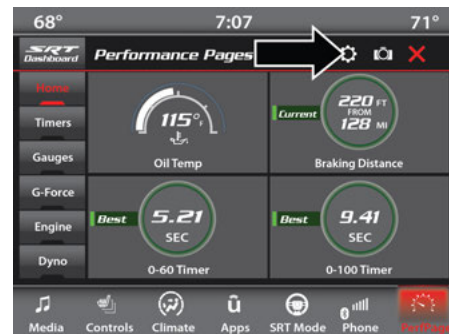 68° 7:07 71°
SRT
Dashboard
Performance Pages
Home
Timers
Gauges
G-Force
Engine
Dyno
115°F
Oil Temp
Current
220 FT
FROM
128 MI
Braking Distance
Best
5.21
SEC
0-60 Timer
Best
9.41
SEC
0-100 Timer
Media Controls Climate Apps SRT Mode Phone PerfPages